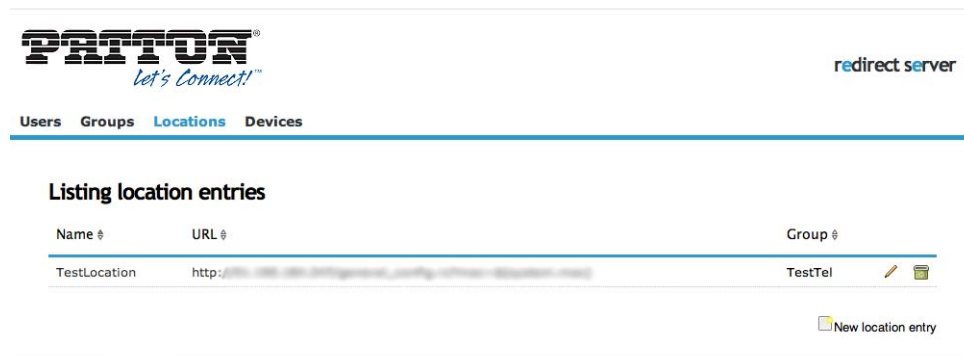 PATTON®
Let's Connect!™
redirect server
Users Groups Locations Devices
Listing location entries
Name URL Group
TestLocation http:/ TestTel
New location entry